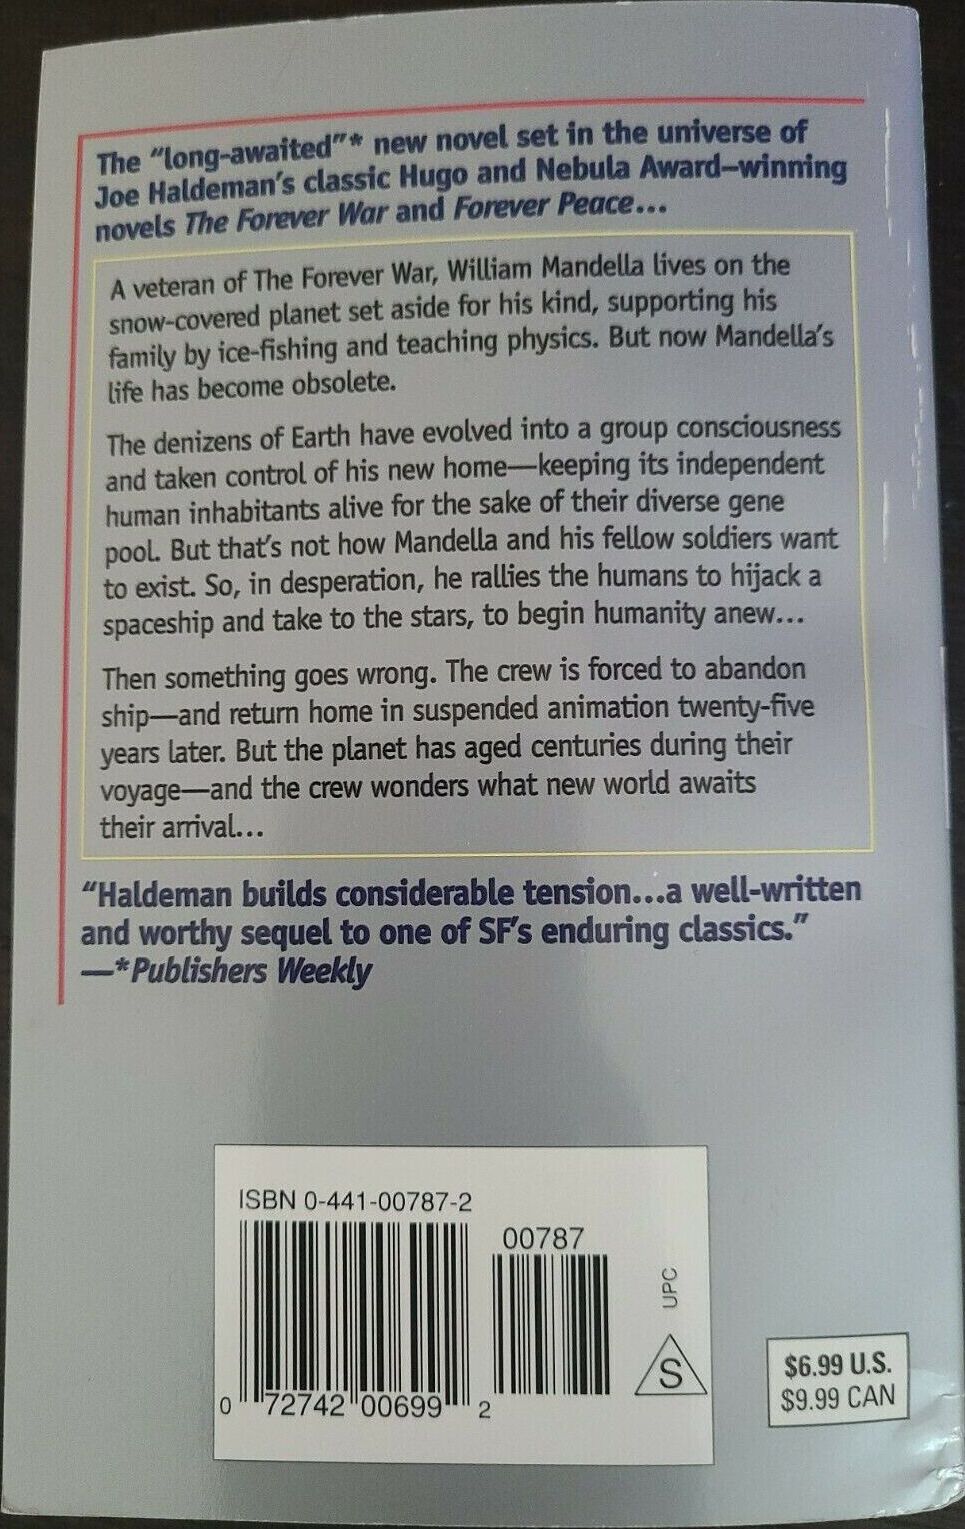 The “long-awaited”* new novel set in the universe of
Joe Haldeman’s classic Hugo and Nebula Award–winning
novels The Forever War and Forever Peace...
A veteran of The Forever War, William Mandella lives on the
snow-covered planet set aside for his kind, supporting his
family by ice-fishing and teaching physics. But now Mandella’s
life has become obsolete.
The denizens of Earth have evolved into a group consciousness
and taken control of his new home—keeping its independent
human inhabitants alive for the sake of their diverse gene
pool. But that’s not how Mandella and his fellow soldiers want
to exist. So, in desperation, he rallies the humans to hijack a
spaceship and take to the stars, to begin humanity anew...
Then something goes wrong. The crew is forced to abandon
ship—and return home in suspended animation twenty-five
years later. But the planet has aged centuries during their
voyage—and the crew wonders what new world awaits
their arrival...
“Haldeman builds considerable tension...a well-written
and worthy sequel to one of SF’s enduring classics.”
—*Publishers Weekly
ISBN 0-441-00787-2
00787
UPC
S
0 72742 00699 2
$6.99 U.S.
$9.99 CAN